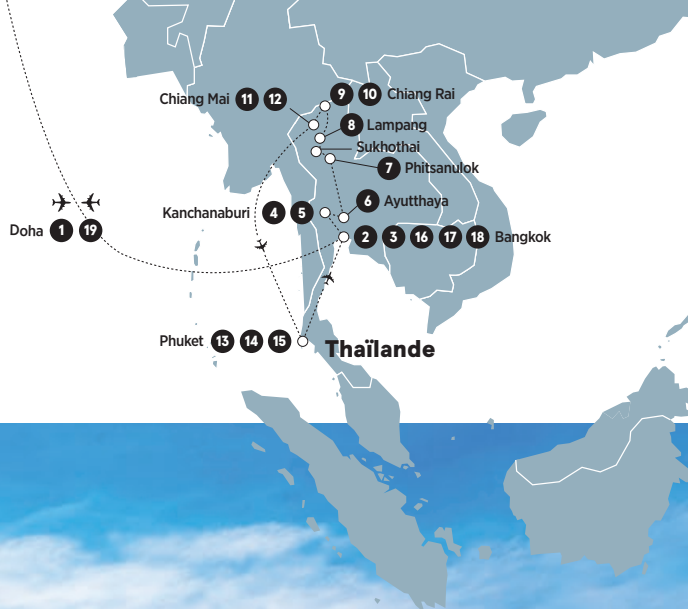 9 10 Chiang Rai
Chiang Mai 11 12
8 Lampang
Sukhothai
7 Phitsanulok
6 Ayutthaya
Kanchanaburi 4 5
Doha 1 19
2 3 16 17 18 Bangkok
Phuket 13 14 15
Thaïlande